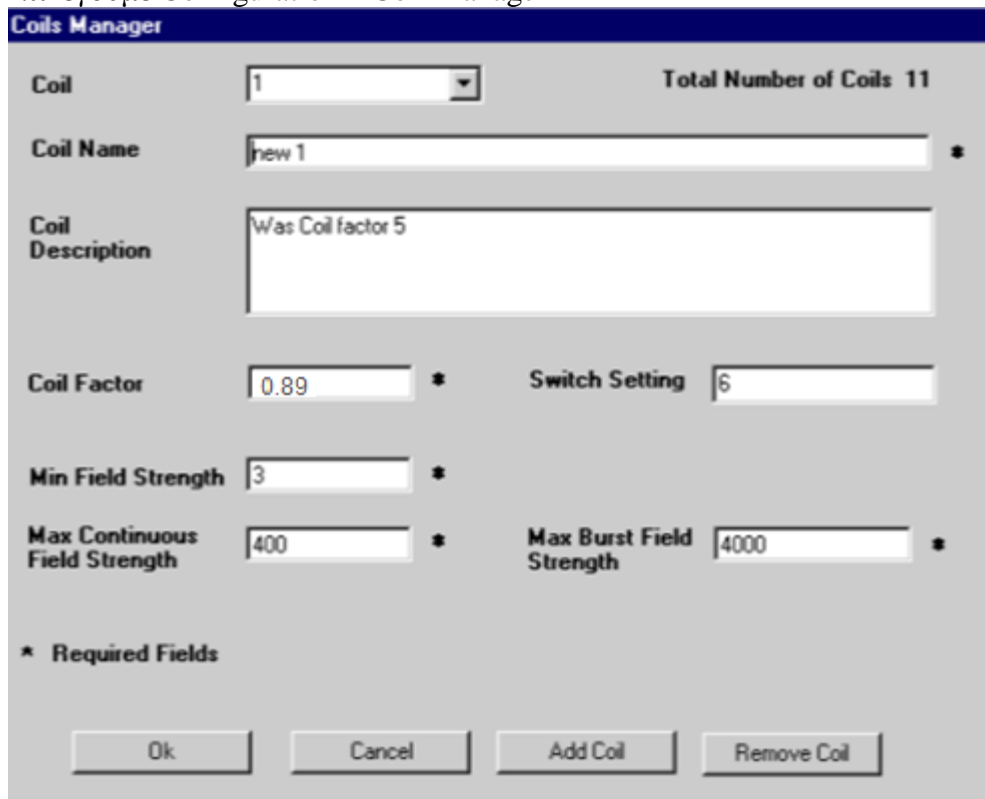 Coils Manager
Coil 1 Total Number of Coils 11
Coil Name new 1 *
Coil Was Coil factor 5
Description
Coil Factor 0.89 * Switch Setting 6
Min Field Strength 3 *
Max Continuous 400 * Max Burst Field 4000 *
Field Strength Strength
* Required Fields
Ok Cancel Add Coil Remove Coil